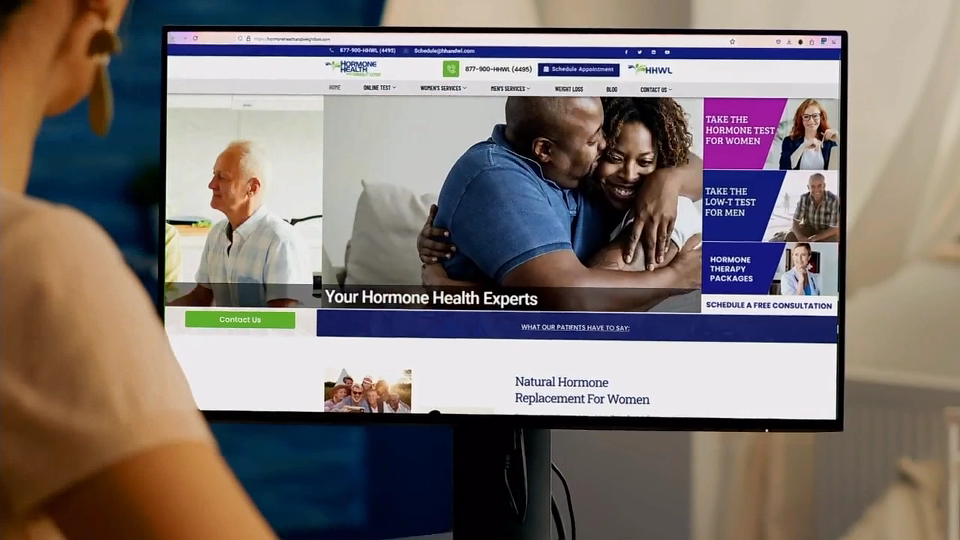 877-900-HHWL (4495) Schedule@hhandwl.com
HORMONE
HEALTH
877-900-HHWL (4495)
Schedule Appointment
HHWL
HOME ONLINE TEST WOMEN'S SERVICES MEN'S SERVICES WEIGHT LOSS BLOG CONTACT US
TAKE THE
HORMONE TEST
FOR WOMEN
TAKE THE
LOW-T TEST
FOR MEN
HORMONE
THERAPY
PACKAGES
Your Hormone Health Experts
SCHEDULE A FREE CONSULTATION
Contact Us
WHAT OUR PATIENTS HAVE TO SAY:
Natural Hormone
Replacement For Women